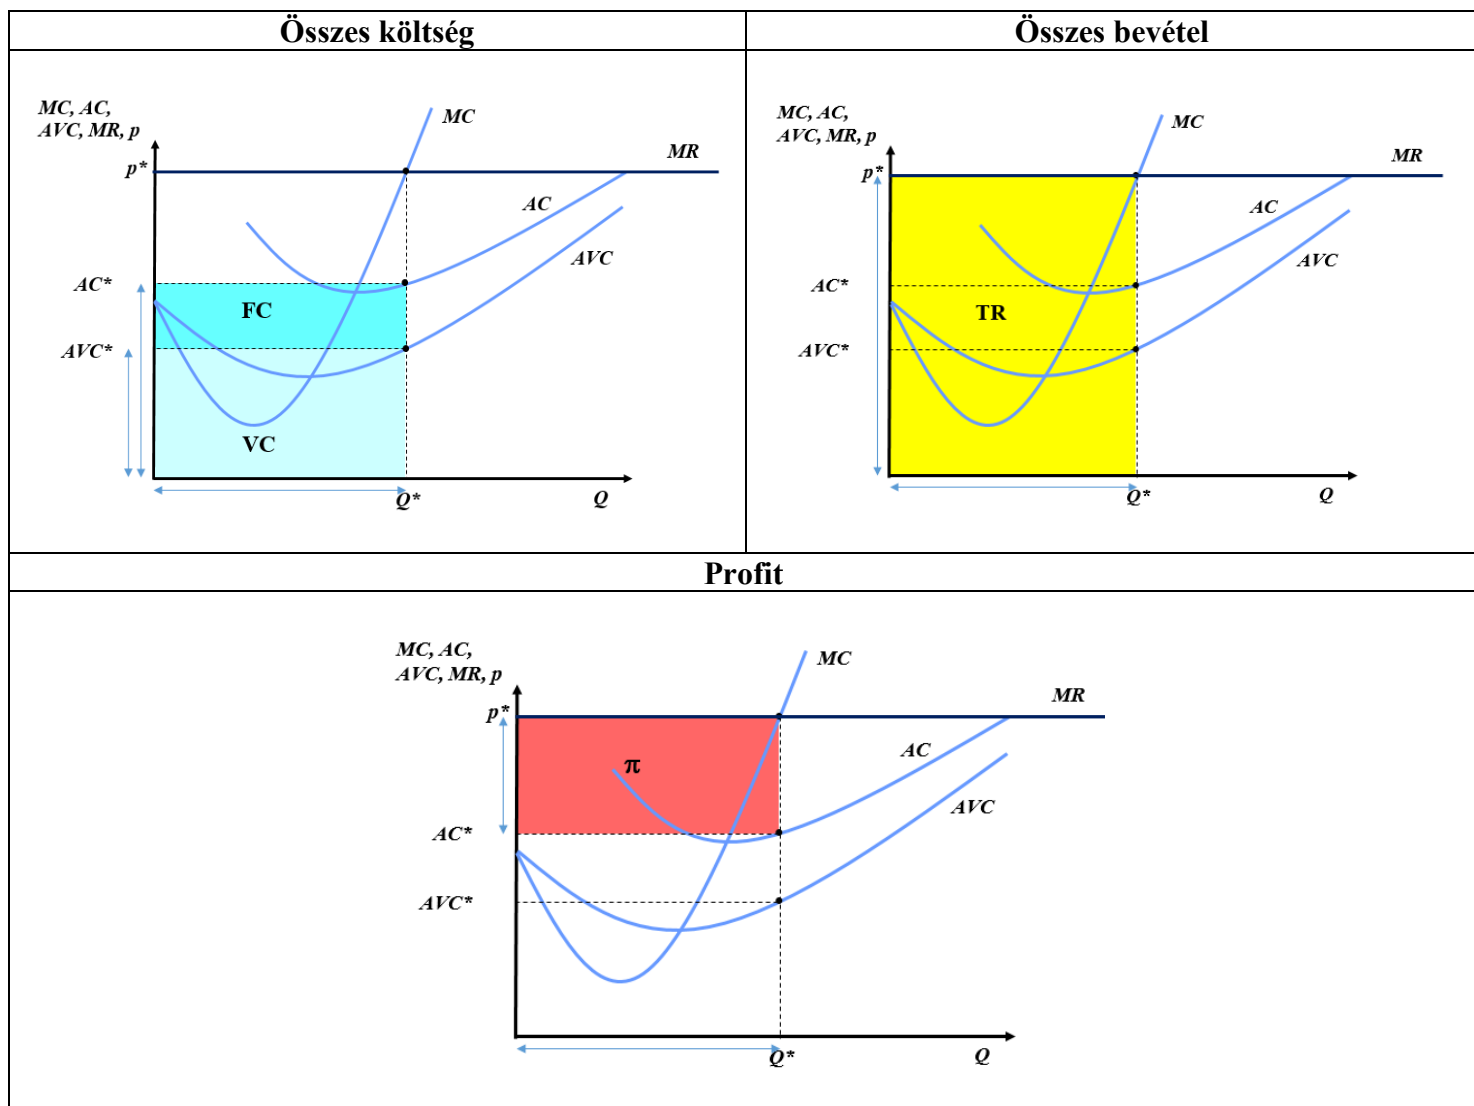 Összes költség
Összes bevétel
MC, AC,
AVC, MR, p
MC
MR
p*
AC
AVC
AC*
FC
AVC*
VC
Q*
Q
MC, AC,
AVC, MR, p
MC
MR
p*
AC
AVC
AC*
TR
AVC*
Q*
Q
Profit
MC, AC,
AVC, MR, p
MC
MR
p*
AC
π
AVC
AC*
AVC*
Q*
Q